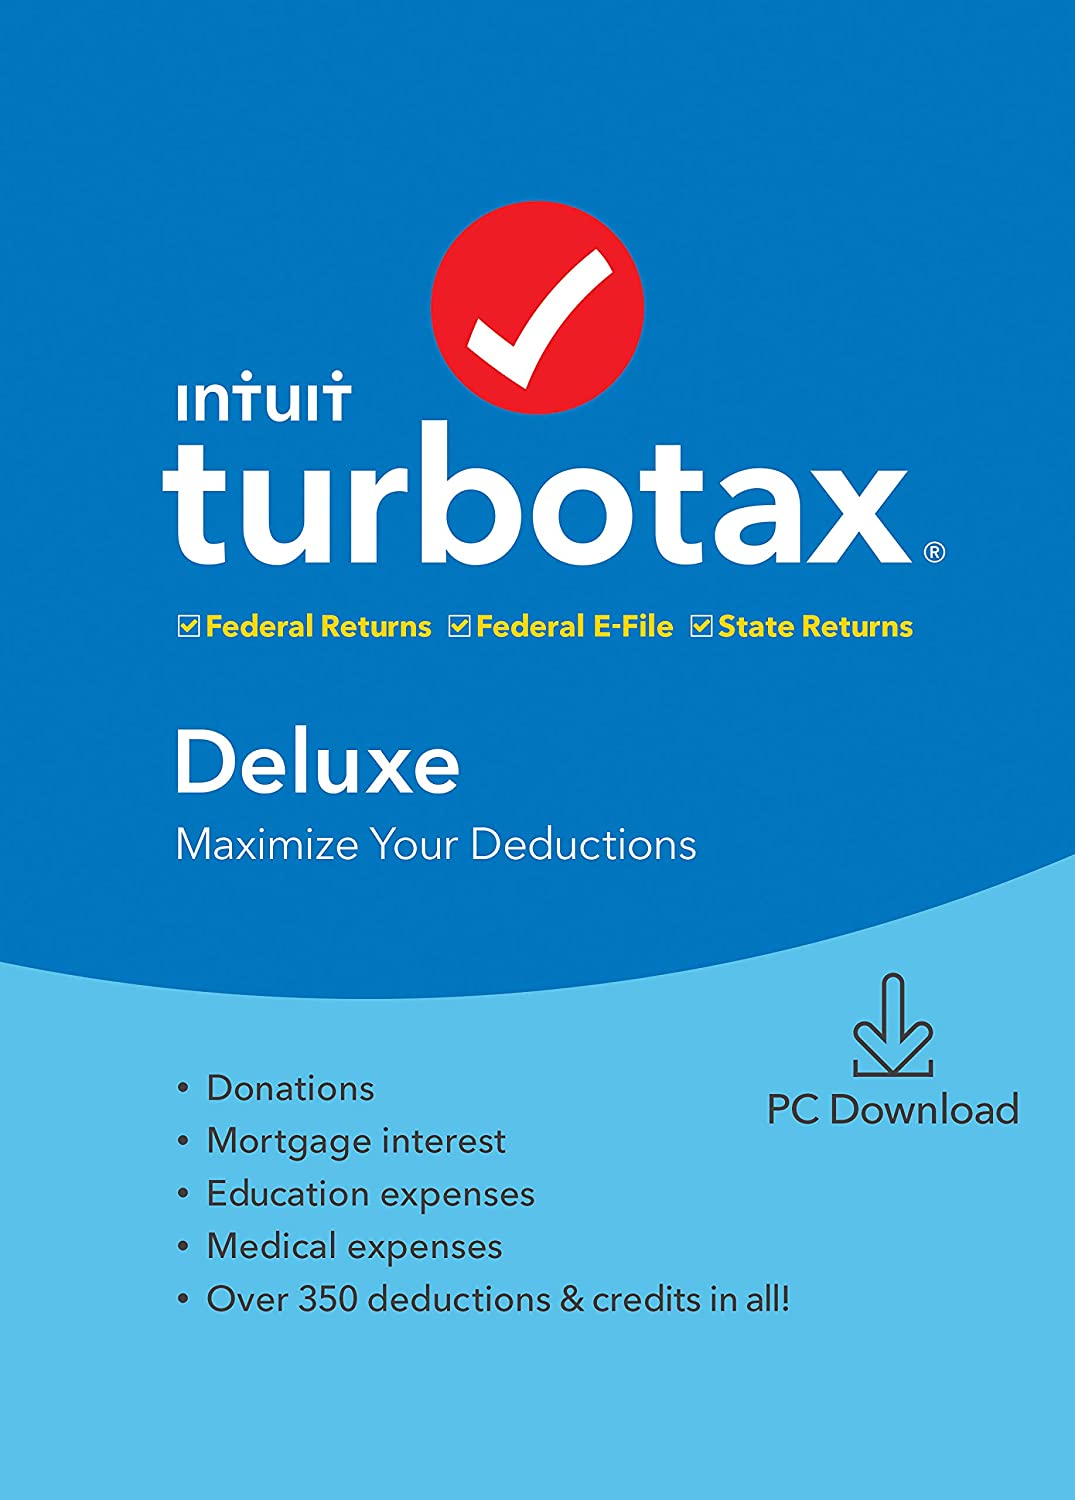 intuit
turbotax®
Federal Returns Federal E-File State Returns
Deluxe
Maximize Your Deductions
PC Download
• Donations
• Mortgage interest
• Education expenses
• Medical expenses
• Over 350 deductions & credits in all!